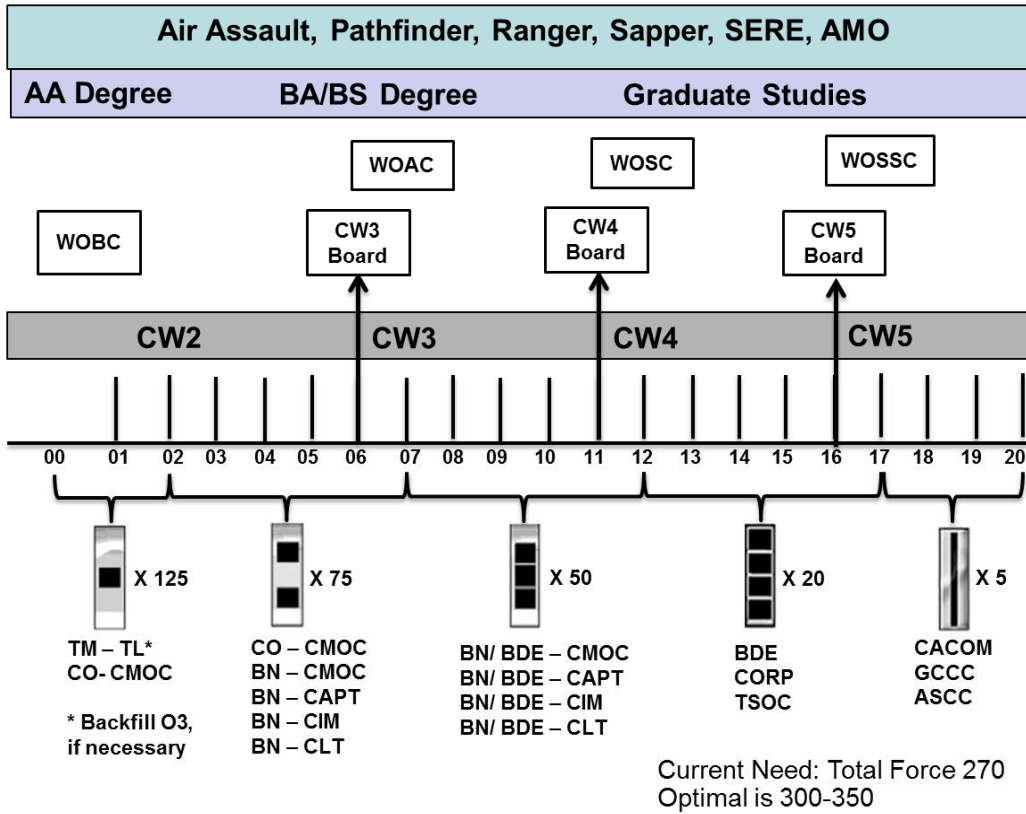 Air Assault, Pathfinder, Ranger, Sapper, SERE, AMO
AA Degree BA/BS Degree Graduate Studies
WOAC WOSC WOSSC
WOBC
CW3
Board
CW4
Board
CW5
Board
CW2 CW3 CW4 CW5
00 01 02 03 04 05 06 07 08 09 10 11 12 13 14 15 16 17 18 19 20
X 125 X 75 X 50 X 20 X 5
TM – TL*
CO- CMOC
* Backfill O3,
if necessary
CO – CMOC
BN – CMOC
BN – CAPT
BN – CIM
BN – CLT
BN/ BDE – CMOC
BN/ BDE – CAPT
BN/ BDE – CIM
BN/ BDE – CLT
BDE
CORP
TSOC
CACOM
GCCC
ASCC
Current Need: Total Force 270
Optimal is 300-350